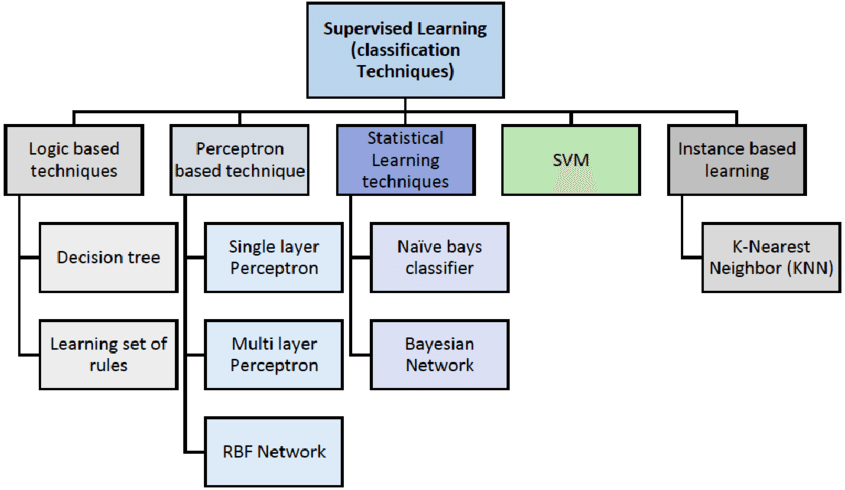 Supervised Learning
(classification
Techniques)
Logic based
techniques
Perceptron
based technique
Statistical
Learning
techniques
SVM
Instance based
learning
Decision tree
Learning set of
rules
Single layer
Perceptron
Multi layer
Perceptron
RBF Network
Naïve bays
classifier
Bayesian
Network
K-Nearest
Neighbor (KNN)